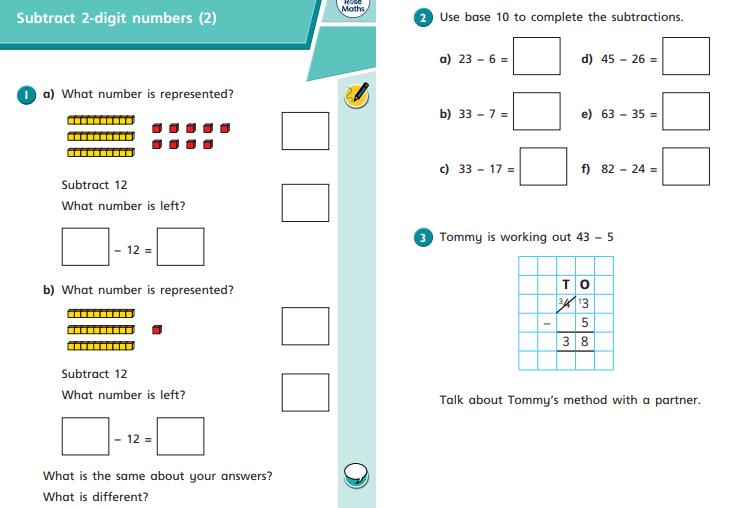 Subtract 2-digit numbers (2)
Rose
Maths
1 a) What number is represented?
Subtract 12
What number is left?
– 12 =
b) What number is represented?
Subtract 12
What number is left?
– 12 =
What is the same about your answers?
What is different?
2 Use base 10 to complete the subtractions.
a) 23 – 6 =
d) 45 – 26 =
b) 33 – 7 =
e) 63 – 35 =
c) 33 – 17 =
f) 82 – 24 =
3 Tommy is working out 43 – 5
T O
3 4 1 3
– 5
3 8
Talk about Tommy's method with a partner.